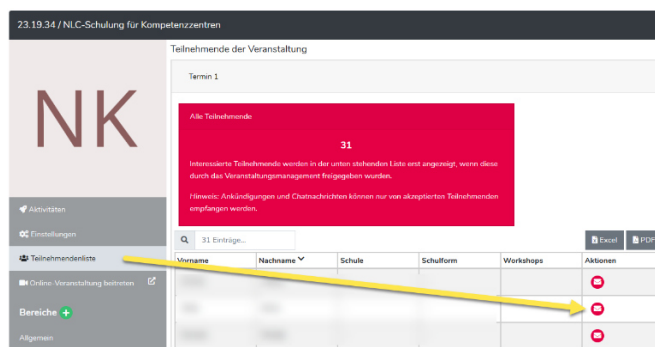 23.19.34 / NLC-Schulung für Kompetenzzentren
Teilnehmende der Veranstaltung
Termin 1
NK
Alle Teilnehmende
31
Interessierte Teilnehmende werden in der unten stehenden Liste erst angezeigt, wenn diese
durch das Veranstaltungsmanagement freigegeben wurden.
Hinweis: Ankündigungen und Chatnachrichten können nur von akzeptierten Teilnehmenden
empfangen werden.
Aktivitäten
Einstellungen
Teilnehmendenliste
Online-Veranstaltung beitreten
Bereiche
Allgemein
31 Einträge...
Excel PDF
Vorname Nachname Schule Schulform Workshops Aktionen